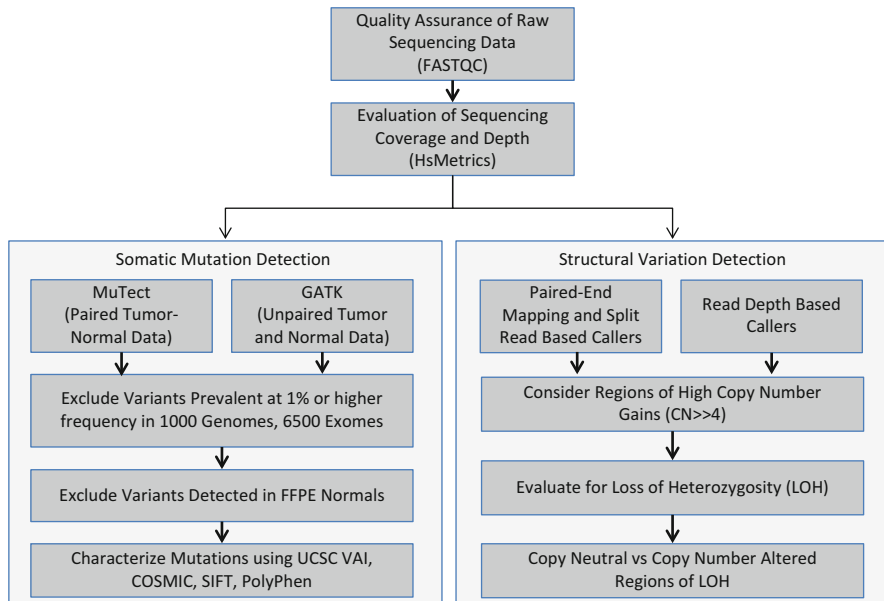 Quality Assurance of Raw
Sequencing Data
(FASTQC)
Evaluation of Sequencing
Coverage and Depth
(HsMetrics)
Somatic Mutation Detection
MuTect
(Paired Tumor-
Normal Data)
GATK
(Unpaired Tumor
and Normal Data)
Exclude Variants Prevalent at 1% or higher
frequency in 1000 Genomes, 6500 Exomes
Exclude Variants Detected in FFPE Normals
Characterize Mutations using UCSC VAI,
COSMIC, SIFT, PolyPhen
Structural Variation Detection
Paired-End
Mapping and Split
Read Based Callers
Read Depth Based
Callers
Consider Regions of High Copy Number
Gains (CN>>4)
Evaluate for Loss of Heterozygosity (LOH)
Copy Neutral vs Copy Number Altered
Regions of LOH